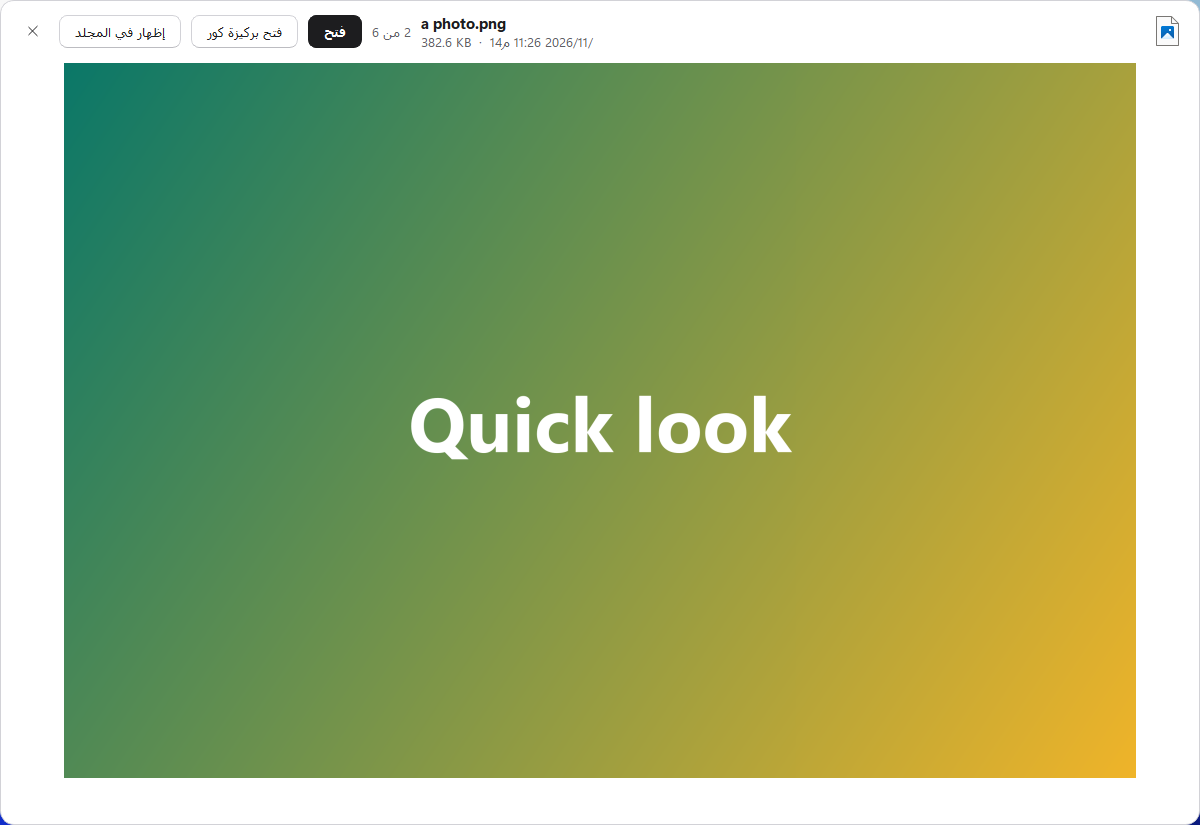 a photo.png
382.6 KB · 14/11/2026 11:26 م
2 من 6
فتح
فتح بركيزة كور
إظهار في المجلد
Quick look